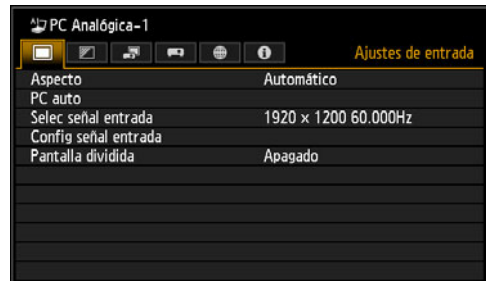 PC Analógica-1
Ajustes de entrada
Aspecto Automático
PC auto
Selec señal entrada 1920 × 1200 60.000Hz
Config señal entrada
Pantalla dividida Apagado